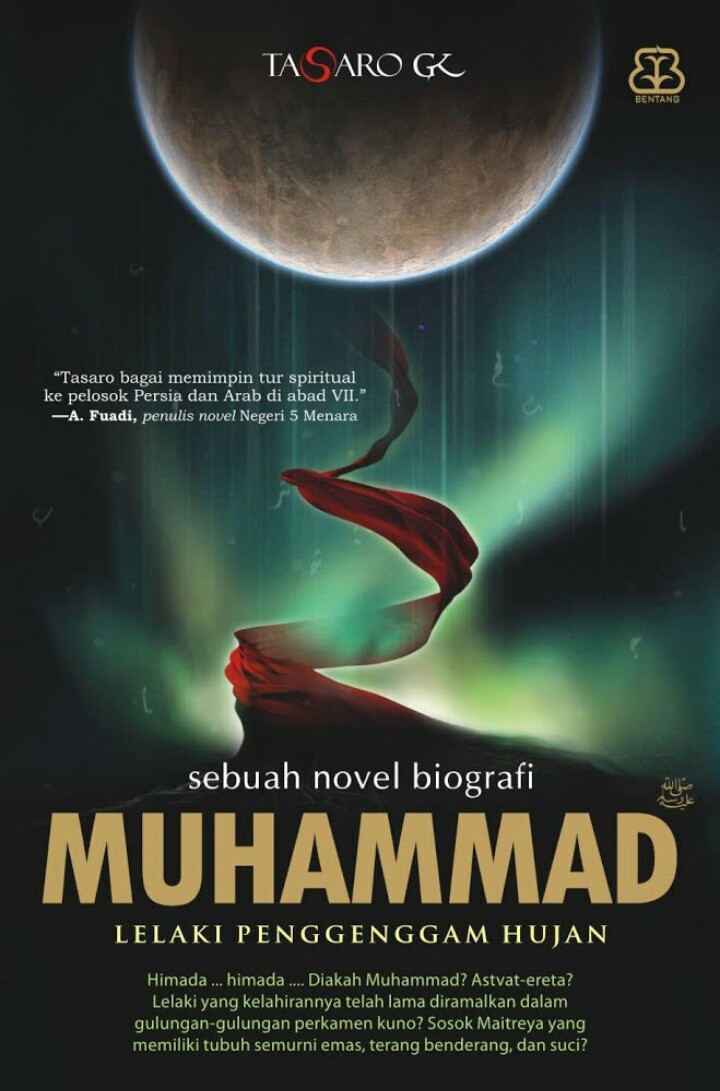 TASARO GK
BENTANG
“Tasaro bagai memimpin tur spiritual
ke pelosok Persia dan Arab di abad VII.”
—A. Fuadi, penulis novel Negeri 5 Menara
sebuah novel biografi
صلى الله
عليه وسلم
MUHAMMAD
LELAKI PENGGENGGAM HUJAN
Himada ... himada .... Diakah Muhammad? Astvat-ereta?
Lelaki yang kelahirannya telah lama diramalkan dalam
gulungan-gulungan perkamen kuno? Sosok Maitreya yang
memiliki tubuh semurni emas, terang benderang, dan suci?